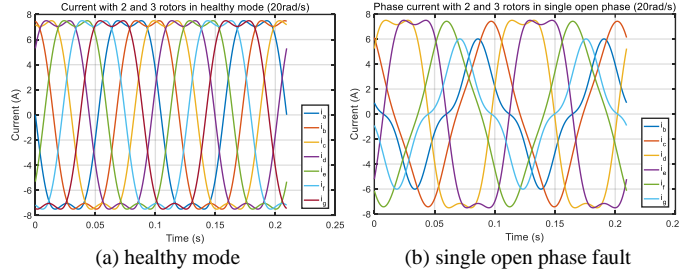 Current with 2 and 3 rotors in healthy mode (20rad/s)
8
6
4
2
0
-2
-4
-6
-8
Current (A)
0
0.05
0.1
0.15
0.2
0.25
Time (s)
i_a
i_b
i_c
i_d
i_e
i_f
i_g
(a) healthy mode
Phase current with 2 and 3 rotors in single open phase (20rad/s)
8
6
4
2
0
-2
-4
-6
-8
Current (A)
0
0.05
0.1
0.15
0.2
0.25
Time (s)
i_b
i_c
i_d
i_e
i_f
i_g
(b) single open phase fault